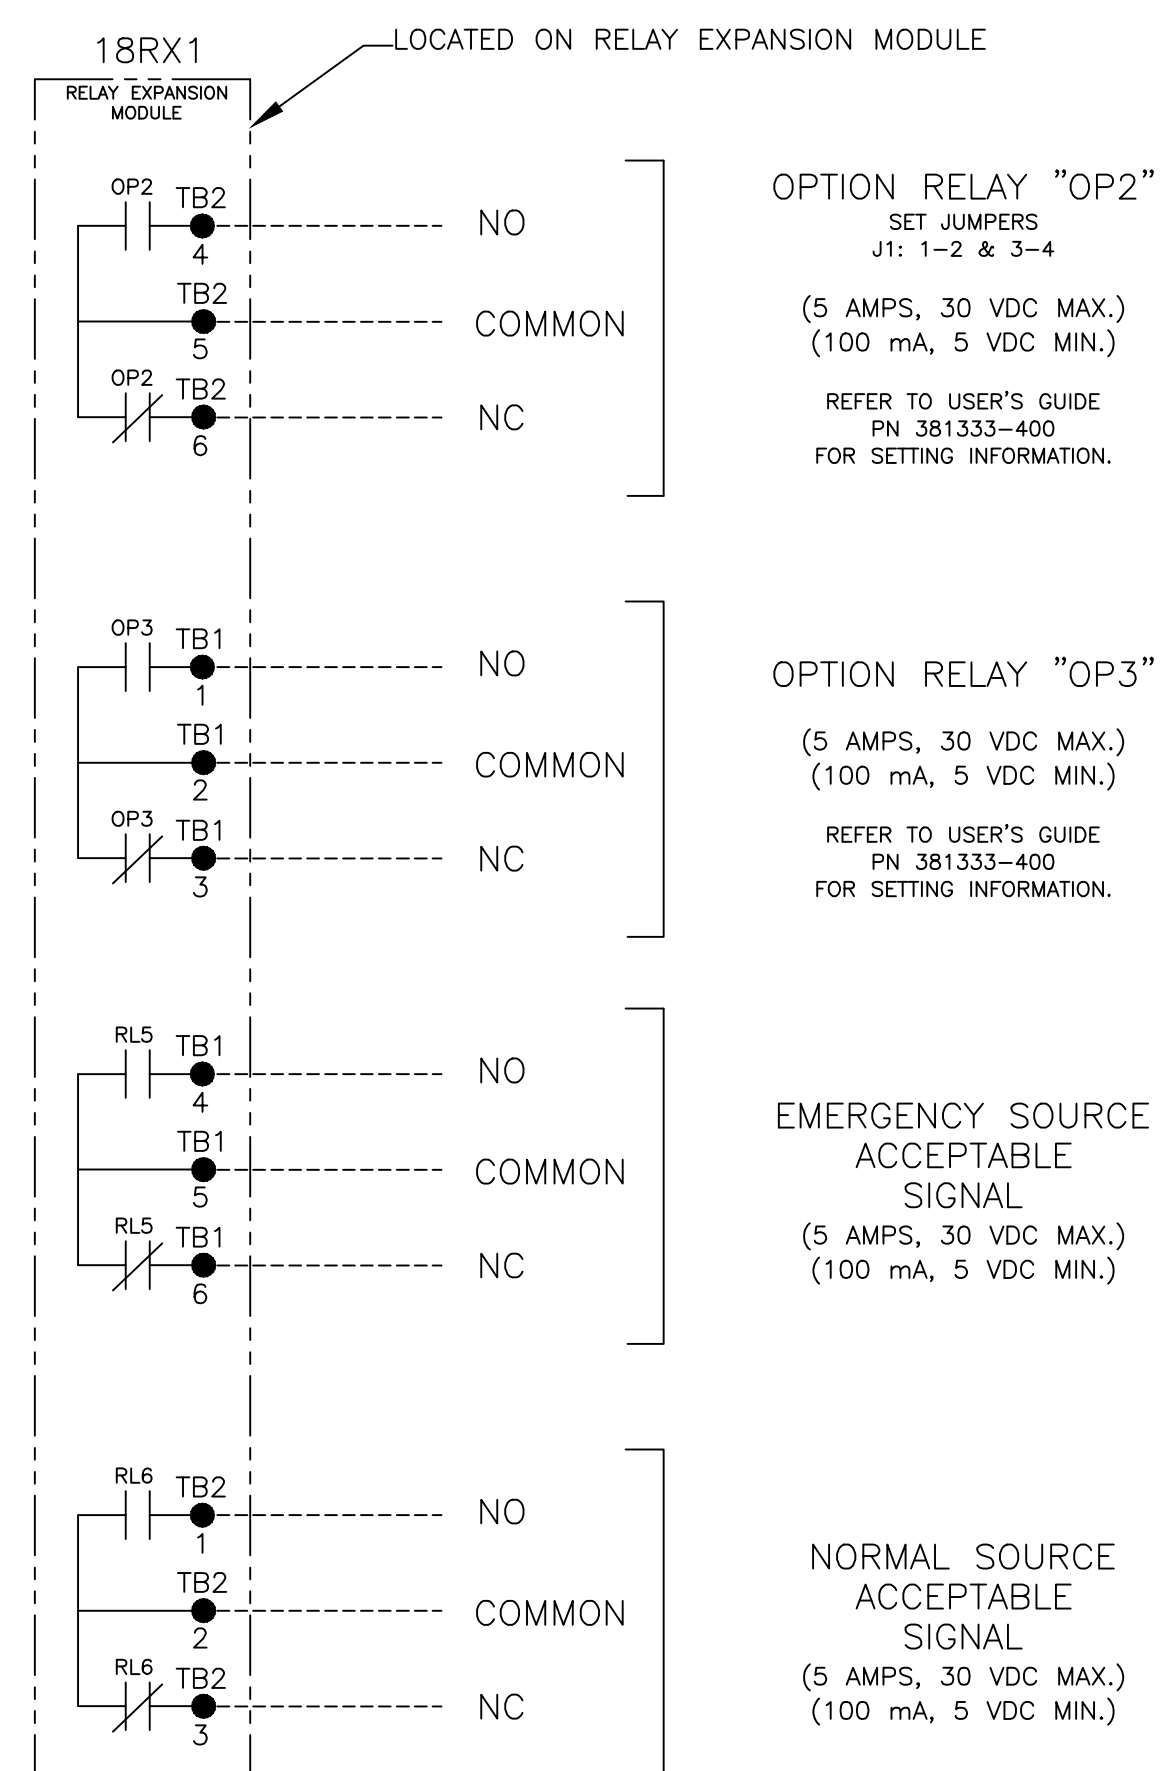 18RX1
LOCATED ON RELAY EXPANSION MODULE
RELAY EXPANSION
MODULE
OP2 TB2
4
NO
TB2
5
COMMON
OP2 TB2
6
NC
OPTION RELAY "OP2"
SET JUMPERS
J1: 1-2 & 3-4
(5 AMPS, 30 VDC MAX.)
(100 mA, 5 VDC MIN.)
REFER TO USER'S GUIDE
PN 381333-400
FOR SETTING INFORMATION.
OP3 TB1
1
NO
TB1
2
COMMON
OP3 TB1
3
NC
OPTION RELAY "OP3"
(5 AMPS, 30 VDC MAX.)
(100 mA, 5 VDC MIN.)
REFER TO USER'S GUIDE
PN 381333-400
FOR SETTING INFORMATION.
RL5 TB1
4
NO
TB1
5
COMMON
RL5 TB1
6
NC
EMERGENCY SOURCE
ACCEPTABLE
SIGNAL
(5 AMPS, 30 VDC MAX.)
(100 mA, 5 VDC MIN.)
RL6 TB2
1
NO
TB2
2
COMMON
RL6 TB2
3
NC
NORMAL SOURCE
ACCEPTABLE
SIGNAL
(5 AMPS, 30 VDC MAX.)
(100 mA, 5 VDC MIN.)